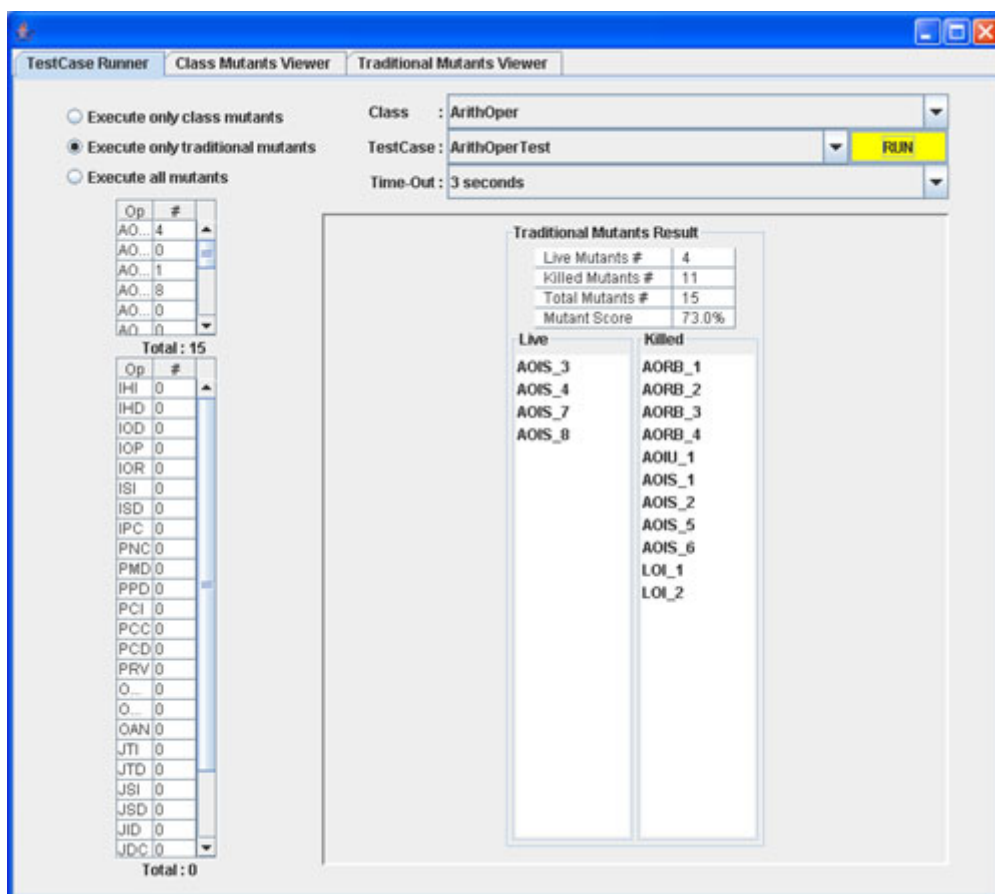 TestCase Runner Class Mutants Viewer Traditional Mutants Viewer
Execute only class mutants
Execute only traditional mutants
Execute all mutants
Class : ArithOper
TestCase : ArithOperTest RUN
Time-Out : 3 seconds
Op #
AO... 4
AO... 0
AO... 1
AO... 8
AO... 0
AO 0
Total : 15
Op #
IHI 0
IHD 0
IOD 0
IOP 0
IOR 0
ISI 0
ISD 0
IPC 0
PNC 0
PMD 0
PPD 0
PCI 0
PCC 0
PCD 0
PRV 0
O... 0
O... 0
OAN 0
JTI 0
JTD 0
JSI 0
JSD 0
JID 0
JDC 0
Total : 0
Traditional Mutants Result
Live Mutants # 4
Killed Mutants # 11
Total Mutants # 15
Mutant Score 73.0%
Live
AOIS_3
AOIS_4
AOIS_7
AOIS_8
Killed
AORB_1
AORB_2
AORB_3
AORB_4
AOIU_1
AOIS_1
AOIS_2
AOIS_5
AOIS_6
LOI_1
LOI_2